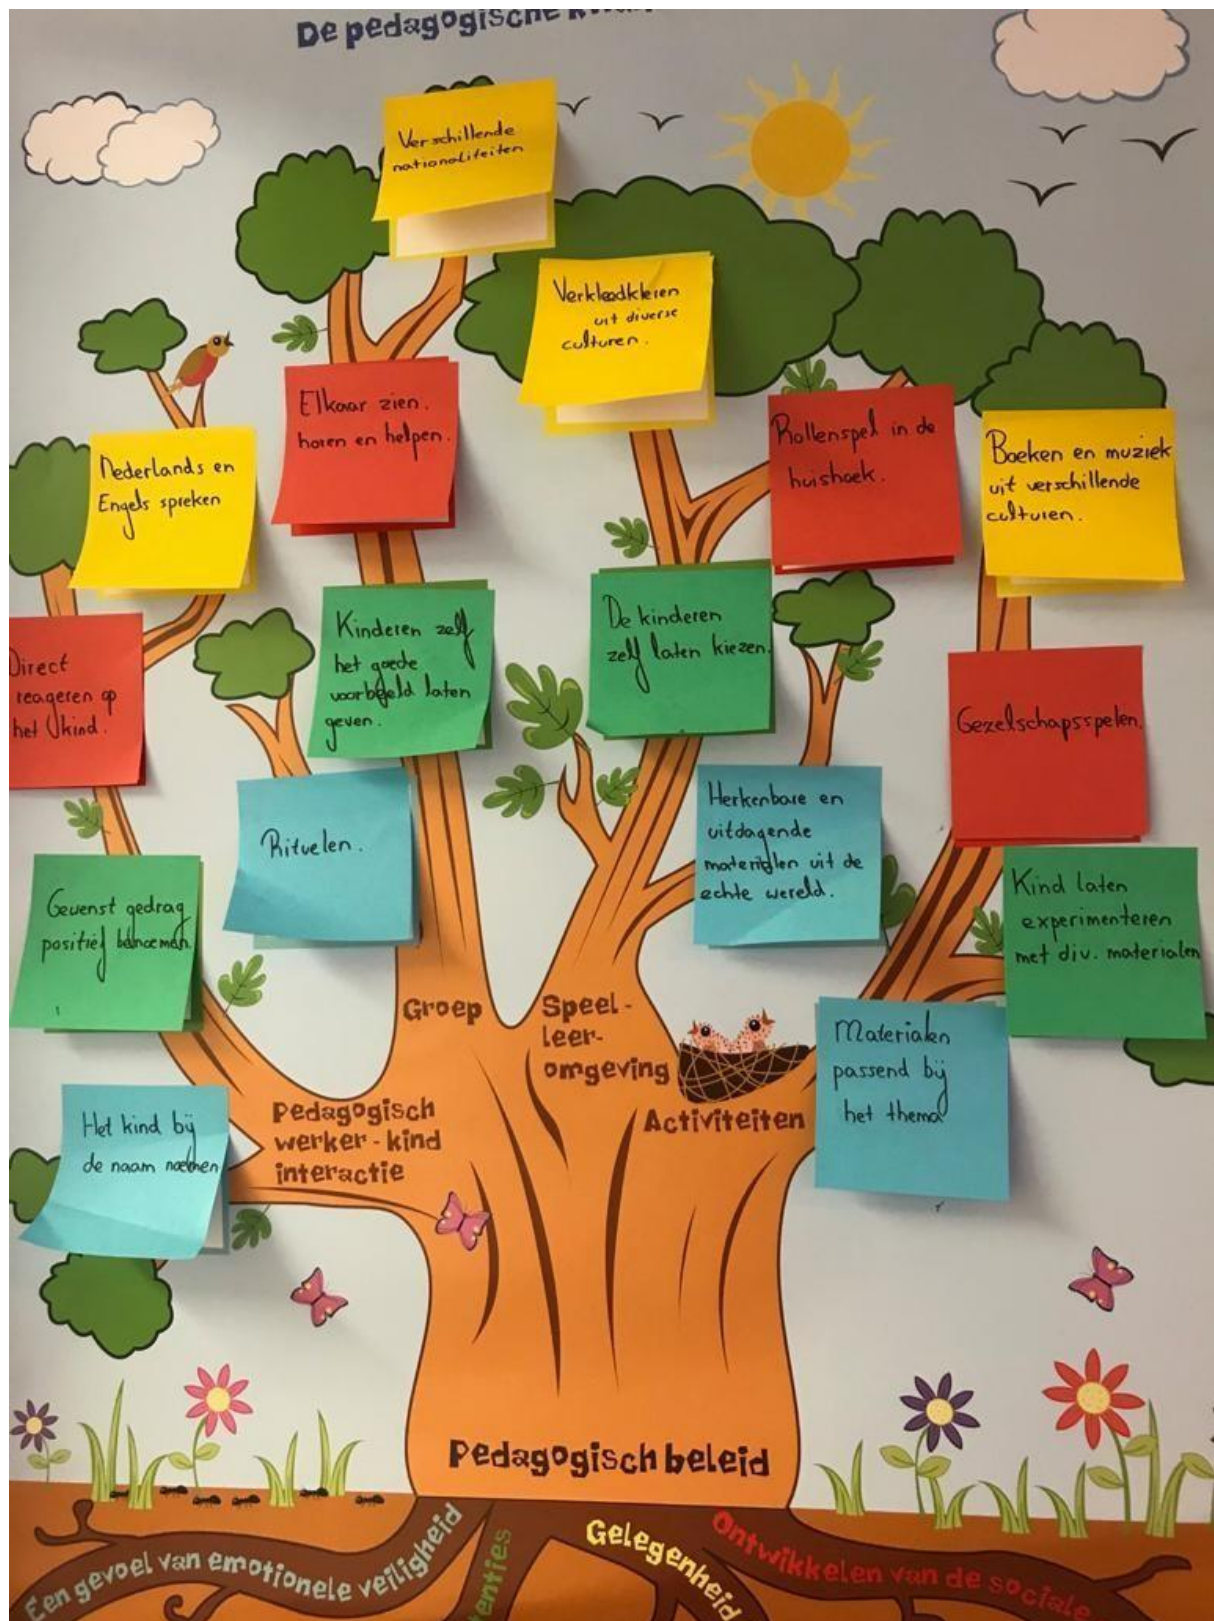 De pedagogische
Verschillende
nationaliteiten
Verkleedkleren
uit diverse
culturen.
Elkaar zien.
horen en helpen.
Rollenspel in de
huishoek.
Boeken en muziek
uit verschillende
culturen.
Nederlands en
Engels spreken
Kinderen zelf
het goede
voorbeeld laten
geven.
De kinderen
zelf laten kiezen.
Direct
reageren op
het kind.
Gezelschapsspelen.
Rituelen.
Herkenbare en
uitdagende
materialen uit de
echte wereld.
Gewenst gedrag
positief benoemen.
Kind laten
experimenteren
met div. materialen
Groep
Speel-
leer-
omgeving
Materialen
passend bij
het thema
Het kind bij
de naam noemen
Pedagogisch
werker - kind
interactie
Activiteiten
Pedagogisch beleid
Een gevoel van emotionele veiligheid
enties
Gelegenheid
Ontwikkelen van de sociale